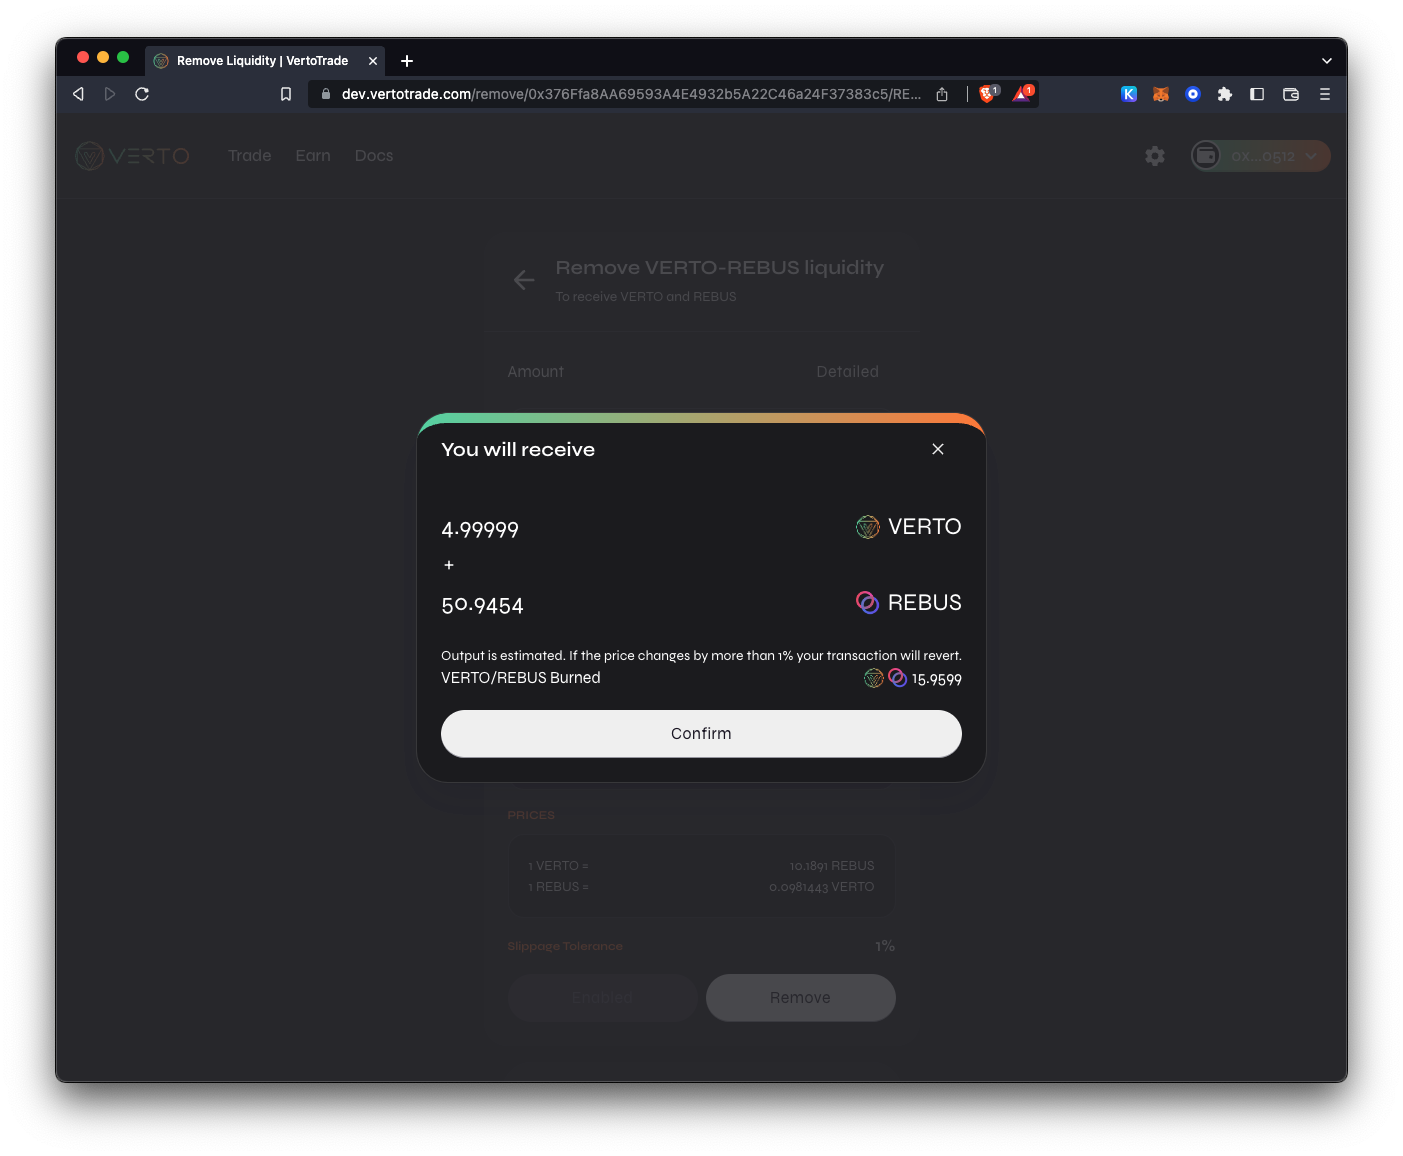 Remove Liquidity | VertoTrade
dev.vertotrade.com/remove/0x376Ffa8AA69593A4E4932b5A22C46a24F37383c5/RE...
1
1
K
VERTO
Trade
Earn
Docs
0x...0512
Remove VERTO-REBUS liquidity
To receive VERTO and REBUS
Amount
Detailed
You will receive
4.99999
VERTO
+
50.9454
REBUS
Output is estimated. If the price changes by more than 1% your transaction will revert.
VERTO/REBUS Burned
15.9599
Confirm
PRICES
1 VERTO =
10.1891 REBUS
1 REBUS =
0.0981443 VERTO
Slippage Tolerance
1%
Enabled
Remove